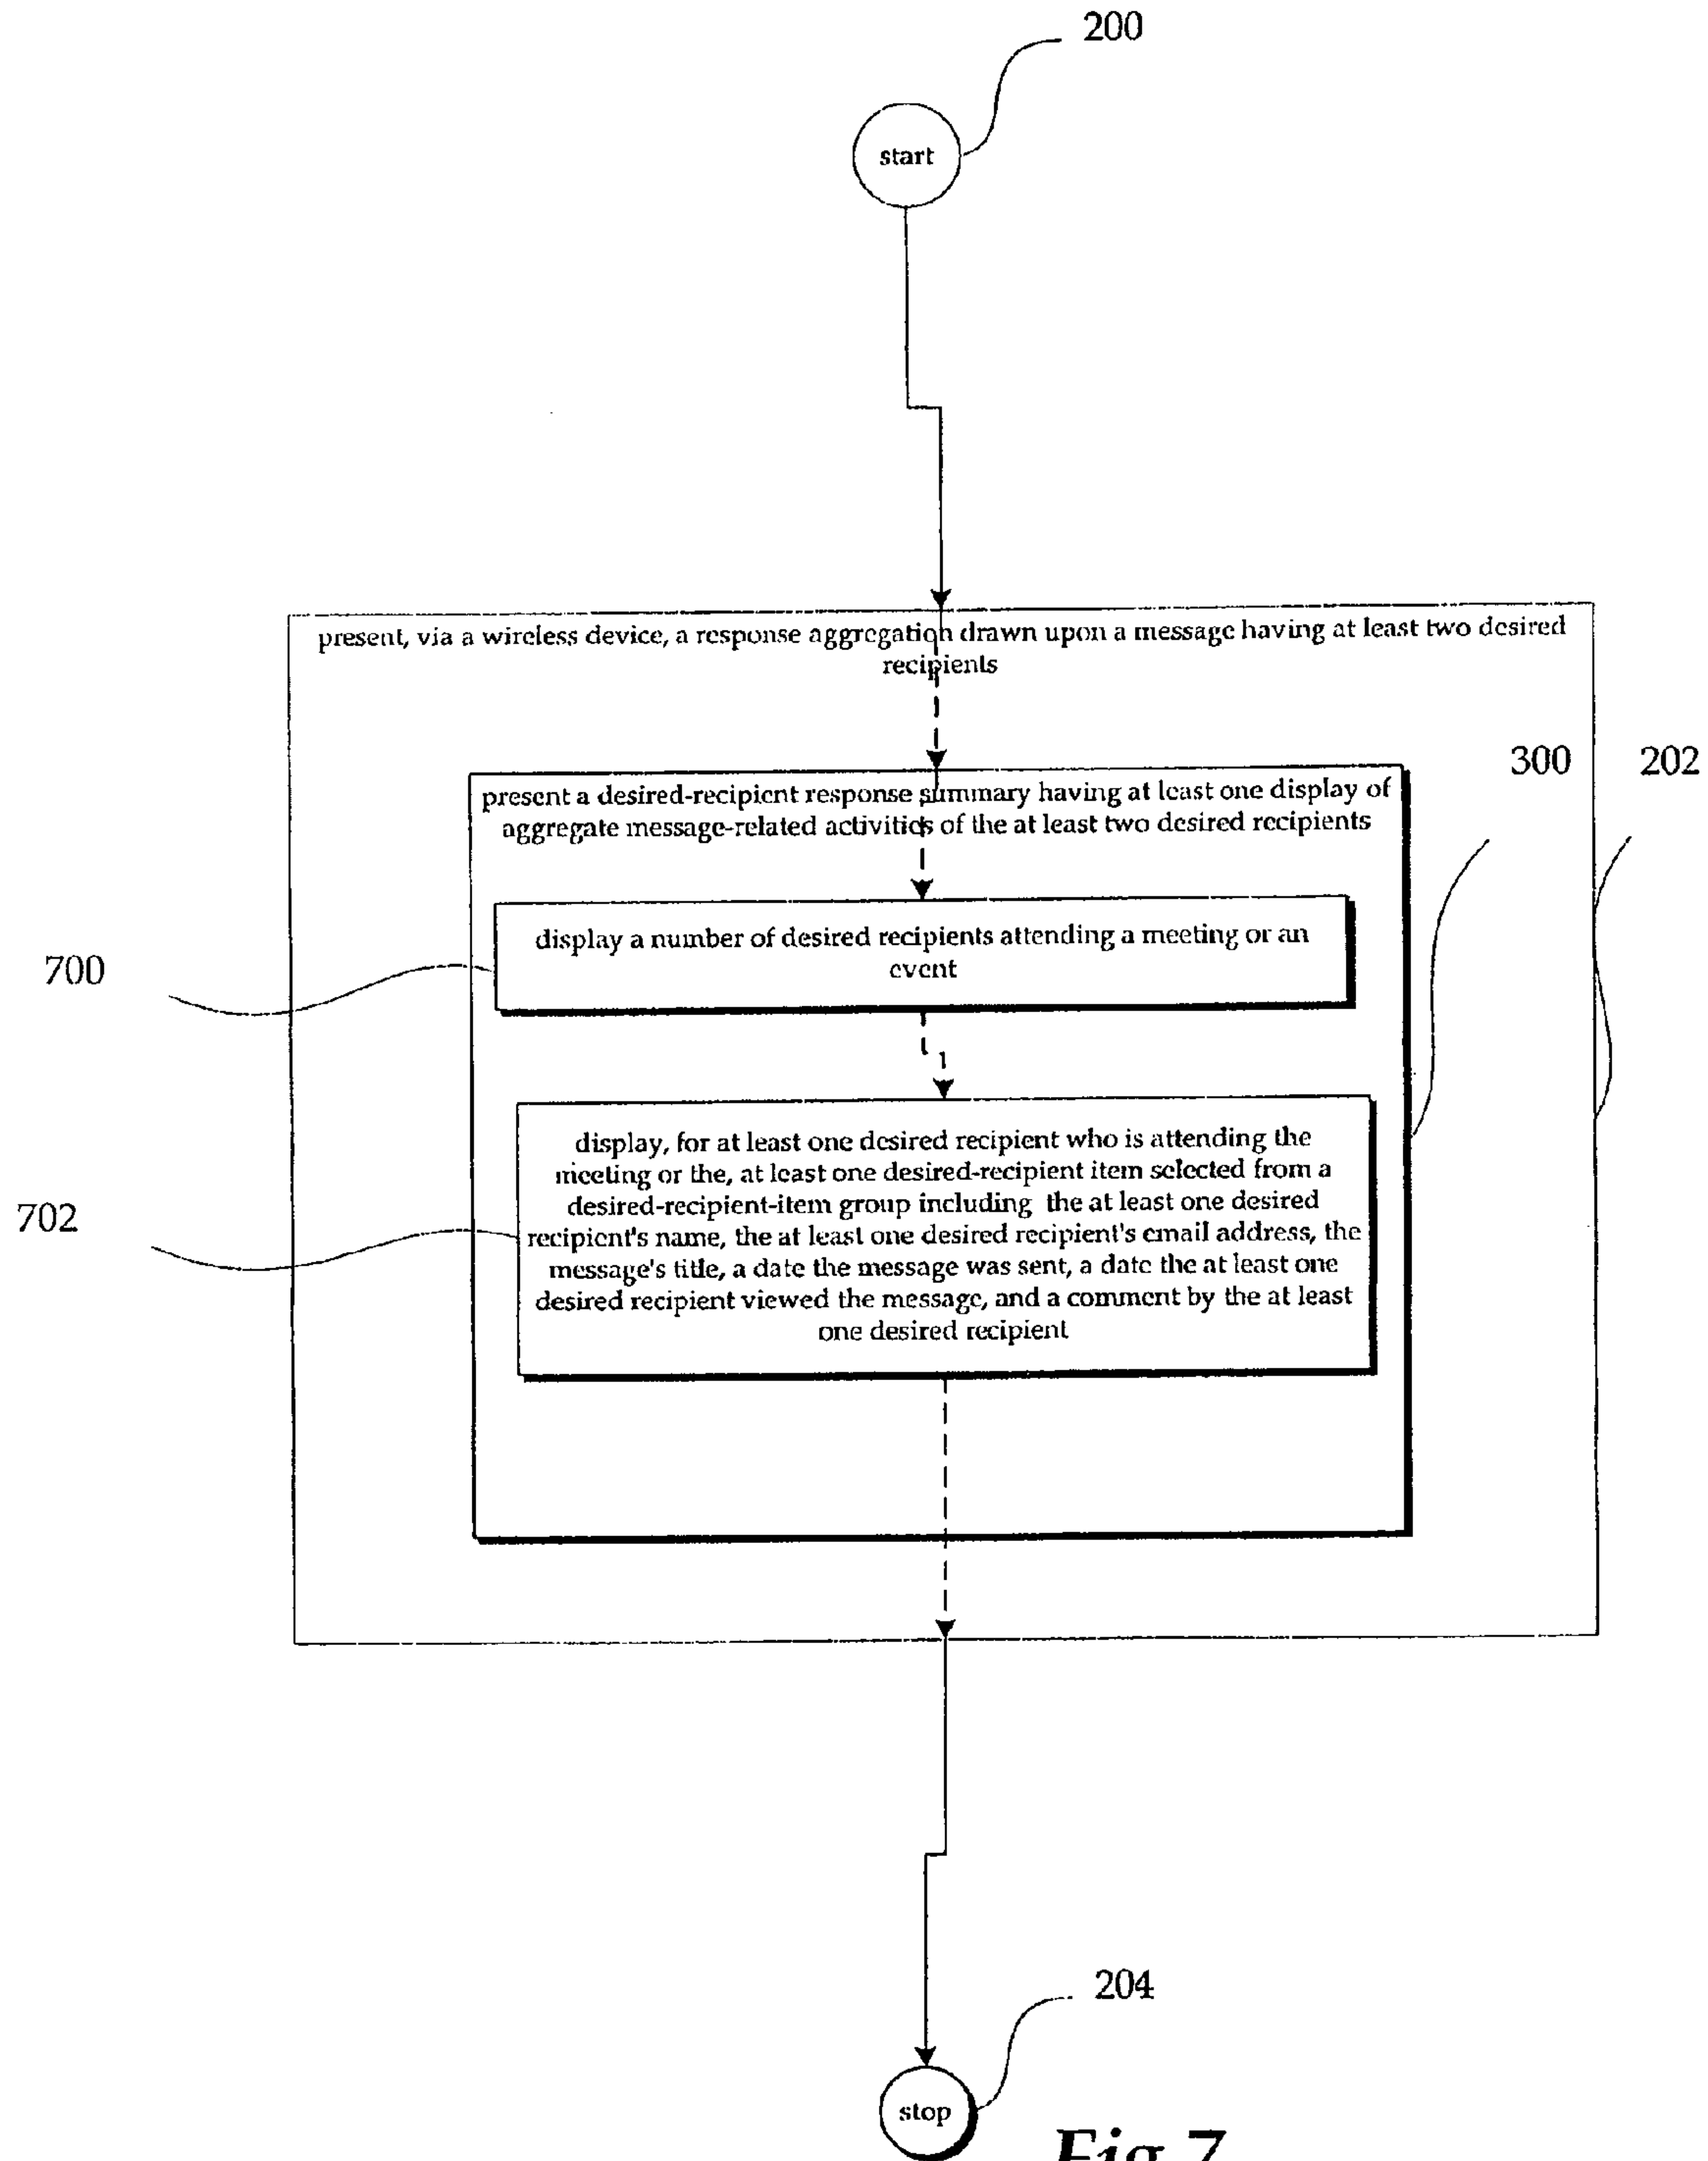 200
start
present, via a wireless device, a response aggregation drawn upon a message having at least two desired
recipients
300
202
present a desired-recipient response summary having at least one display of
aggregate message-related activities of the at least two desired recipients
display a number of desired recipients attending a meeting or an
event
700
display, for at least one desired recipient who is attending the
meeting or the, at least one desired-recipient item selected from a
desired-recipient-item group including the at least one desired
recipient's name, the at least one desired recipient's email address, the
message's title, a date the message was sent, a date the at least one
desired recipient viewed the message, and a comment by the at least
one desired recipient
702
204
stop
Fig 7